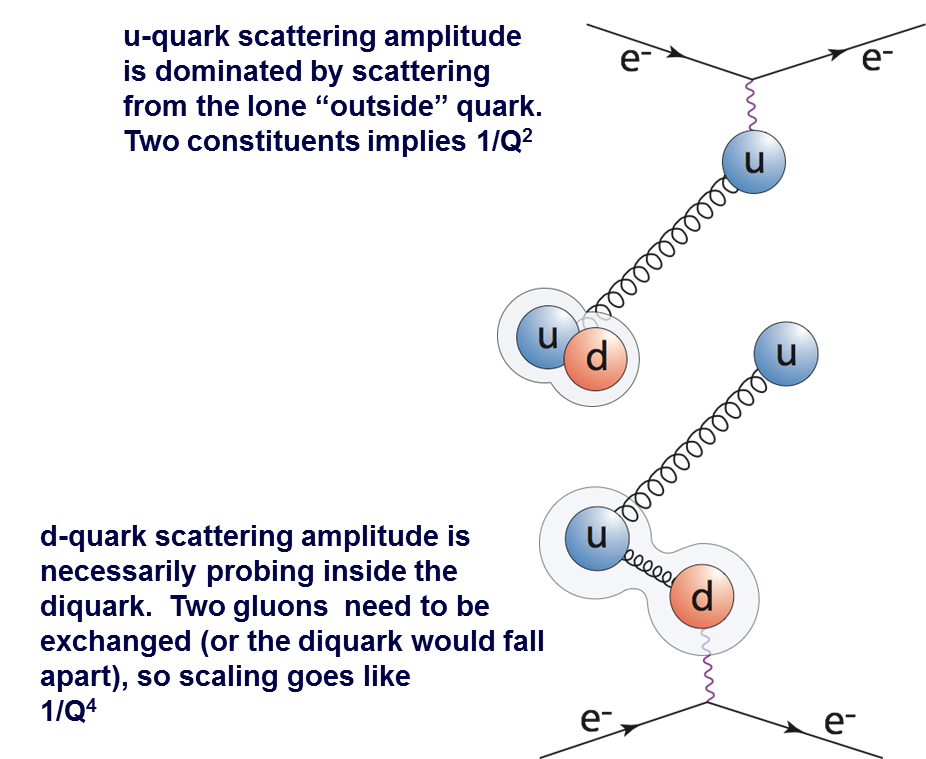 u-quark scattering amplitude
is dominated by scattering
from the lone “outside” quark.
Two constituents implies 1/Q²
e⁻
e⁻
u
u
d
u
u
d
d-quark scattering amplitude is
necessarily probing inside the
diquark.  Two gluons  need to be
exchanged (or the diquark would fall
apart), so scaling goes like
1/Q⁴
e⁻
e⁻